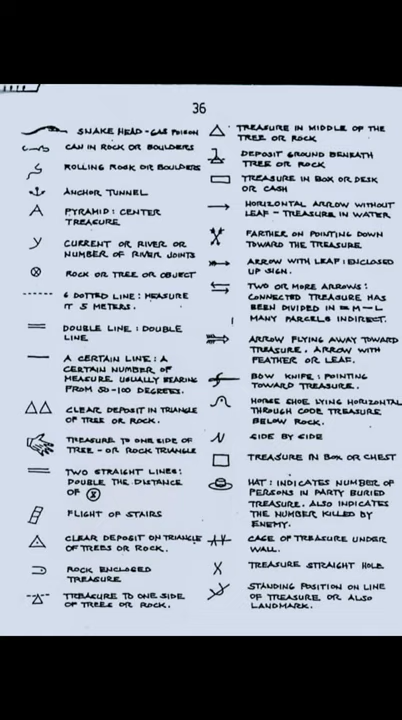 36
SNAKE HEAD - GAS POISON
CAN IN ROCK OR BOULDERS
ROLLING ROCK OR BOULDERS
ANCHOR TUNNEL
PYRAMID: CENTER
TREASURE
CURRENT OR RIVER OR
NUMBER OF RIVER JOINTS
ROCK OR TREE OR OBJECT
6 DOTTED LINE: MEASURE
IT 5 METERS.
DOUBLE LINE: DOUBLE
LINE
A CERTAIN LINE: A
CERTAIN NUMBER OF
MEASURE USUALLY BEARING
FROM 50-100 DEGREES.
CLEAR DEPOSIT IN TRIANGLE
OF TREE OR ROCK.
TREASURE TO ONE SIDE OF
TREE - OR ROCK TRIANGLE
TWO STRAIGHT LINES:
DOUBLE THE DISTANCE
OF
FLIGHT OF STAIRS
CLEAR DEPOSIT ON TRIANGLE
OF TREES OR ROCK.
ROCK ENCLOSED
TREASURE
TREASURE TO ONE SIDE
OF TREES OR ROCK.
TREASURE IN MIDDLE OF THE
TREE OR ROCK
DEPOSIT GROUND BENEATH
TREE OR ROCK
TREASURE IN BOX OR DESK
OR CASH
HORIZONTAL ARROW WITHOUT
LEAF - TREASURE IN WATER
FARTHER ON POINTING DOWN
TOWARD THE TREASURE
ARROW WITH LEAF: ENCLOSED
UP SIGN.
TWO OR MORE ARROWS:
CONNECTED TREASURE HAS
BEEN DIVIDED IN = M - L
MANY PARCELS INDIRECT.
ARROW FLYING AWAY TOWARD
TREASURE. ARROW WITH
FEATHER OR LEAF.
BOW KNIFE: POINTING
TOWARD TREASURE.
HORSE SHOE LYING HORIZONTAL
THROUGH CODE TREASURE
BELOW ROCK.
SIDE BY SIDE
TREASURE IN BOX OR CHEST
HAT: INDICATES NUMBER OF
PERSONS IN PARTY BURIED
TREASURE. ALSO INDICATES
THE NUMBER KILLED BY
ENEMY.
CAGE OF TREASURE UNDER
WALL.
TREASURE STRAIGHT HOLE
STANDING POSITION ON LINE
OF TREASURE OR ALSO
LANDMARK.